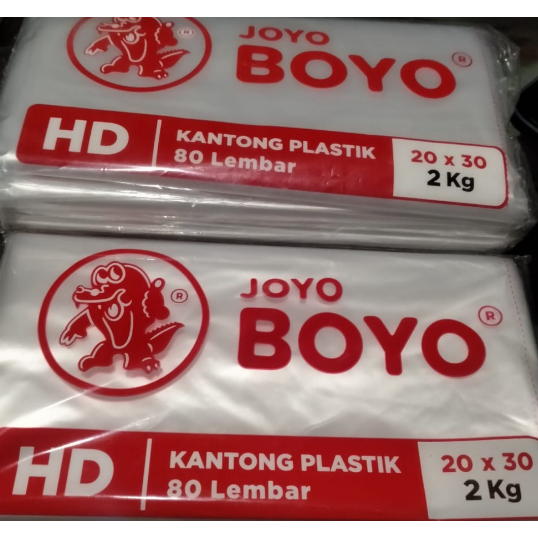 JOYO
BOYO ®
®
HD
KANTONG PLASTIK
80 Lembar
20 x 30
2 Kg
JOYO
BOYO ®
®
HD
KANTONG PLASTIK
80 Lembar
20 x 30
2 Kg